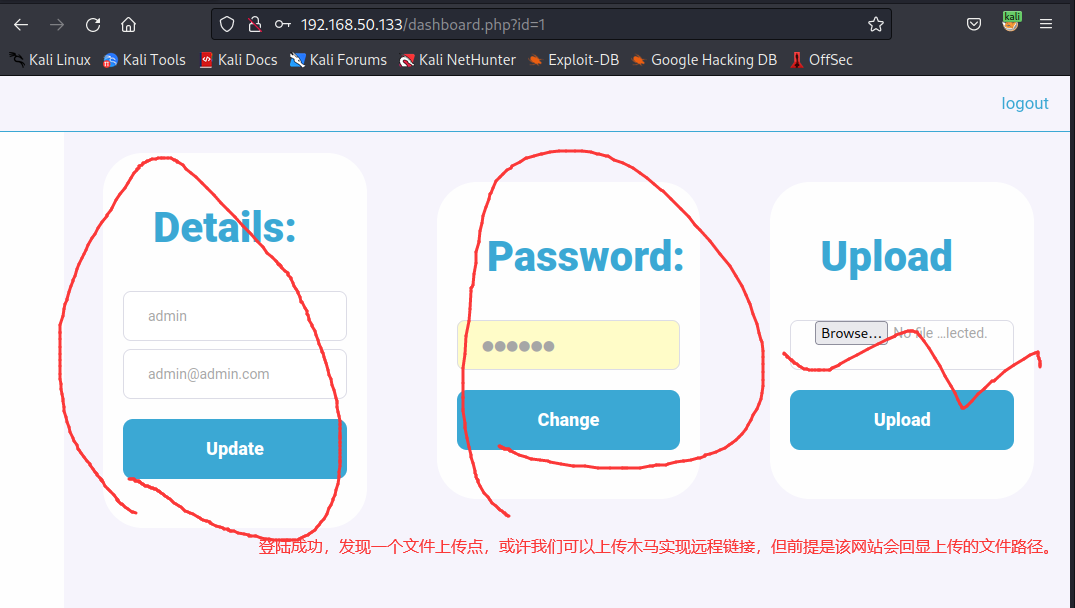 192.168.50.133/dashboard.php?id=1
kali
Kali Linux Kali Tools Kali Docs Kali Forums Kali NetHunter Exploit-DB Google Hacking DB OffSec
logout
Details:
admin
admin@admin.com
Update
Password:
Change
Upload
Browse... No file ...lected.
Upload
登陆成功，发现一个文件上传点，或许我们可以上传木马实现远程链接，但前提是该网站会回显上传的文件路径。